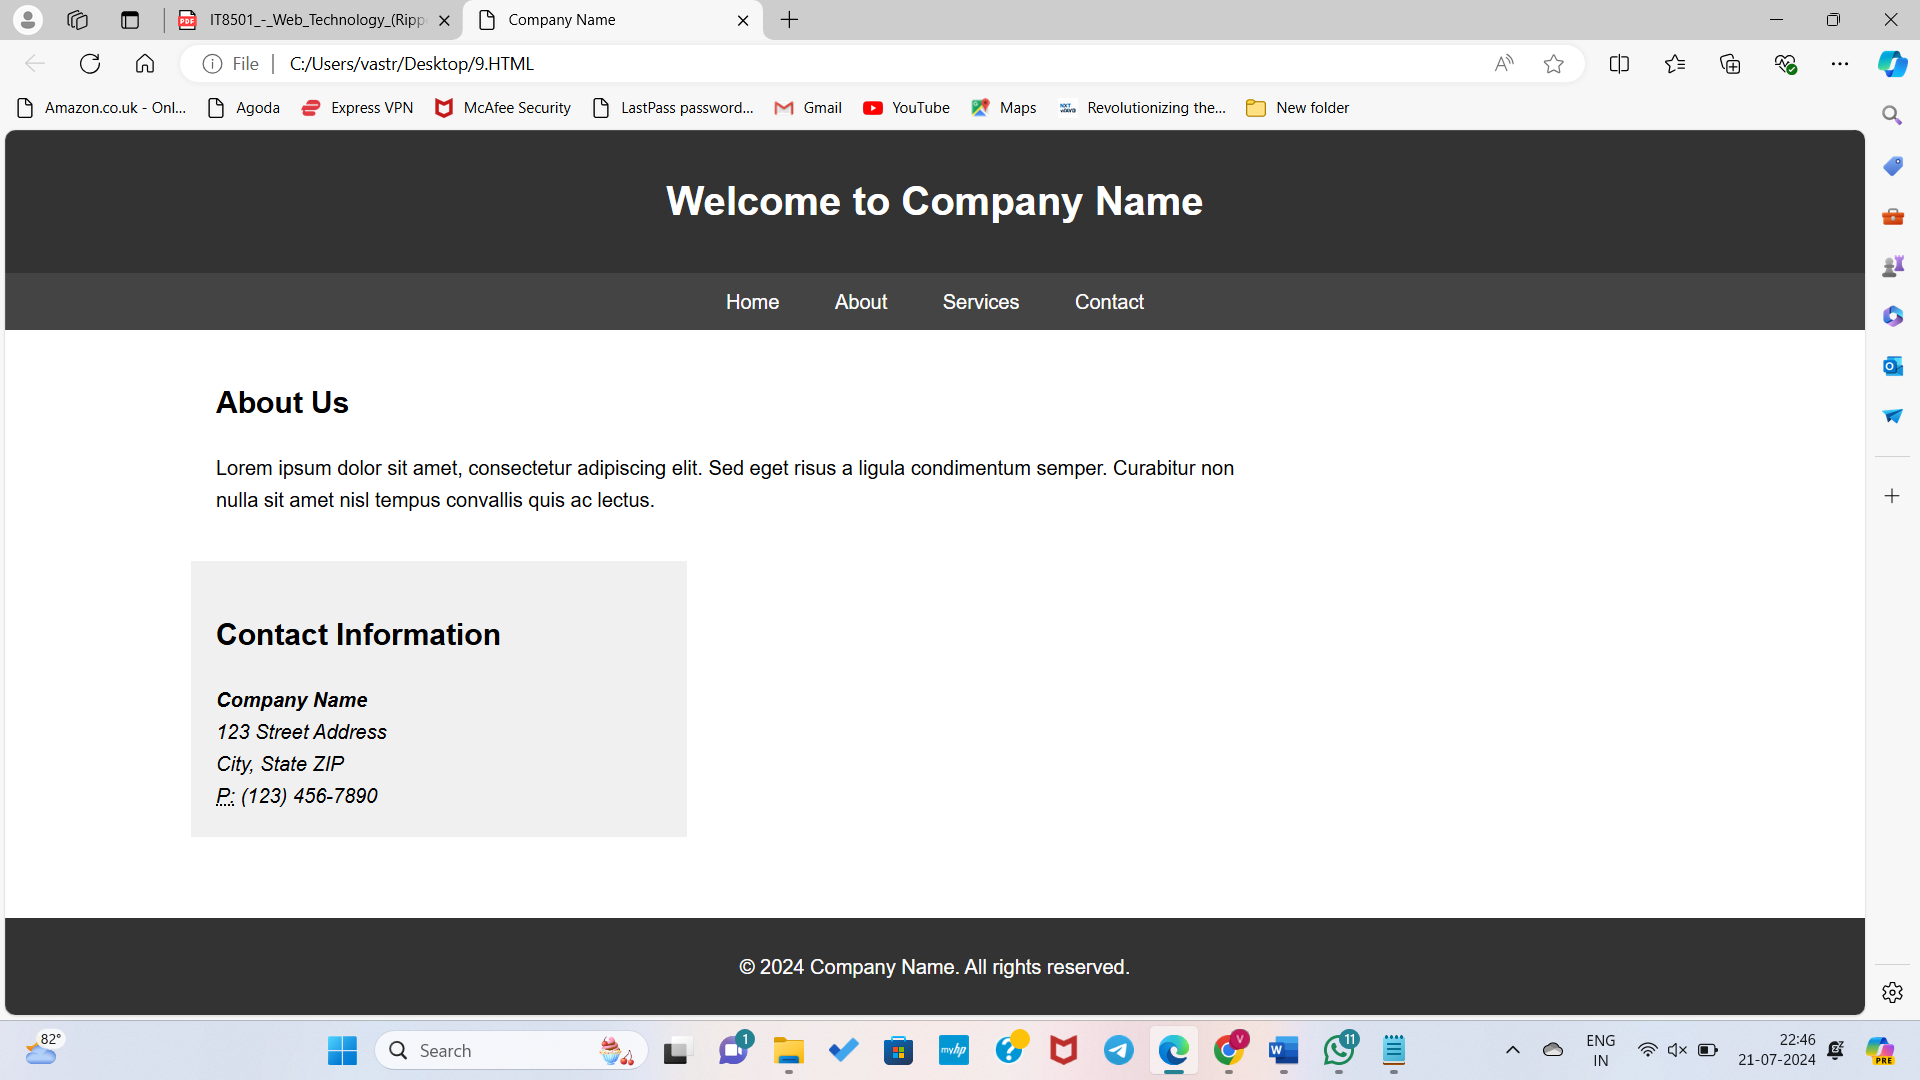 IT8501_-_Web_Technology_(Ripp
Company Name
File
C:/Users/vastr/Desktop/9.HTML
Amazon.co.uk - Onl...
Agoda
Express VPN
McAfee Security
LastPass password...
Gmail
YouTube
Maps
Revolutionizing the...
New folder
Welcome to Company Name
Home About Services Contact
About Us
Lorem ipsum dolor sit amet, consectetur adipiscing elit. Sed eget risus a ligula condimentum semper. Curabitur non
nulla sit amet nisl tempus convallis quis ac lectus.
Contact Information
Company Name
123 Street Address
City, State ZIP
P: (123) 456-7890
© 2024 Company Name. All rights reserved.
82°
Search
1
myhp
V
W
11
ENG
IN
22:46
21-07-2024
PRE